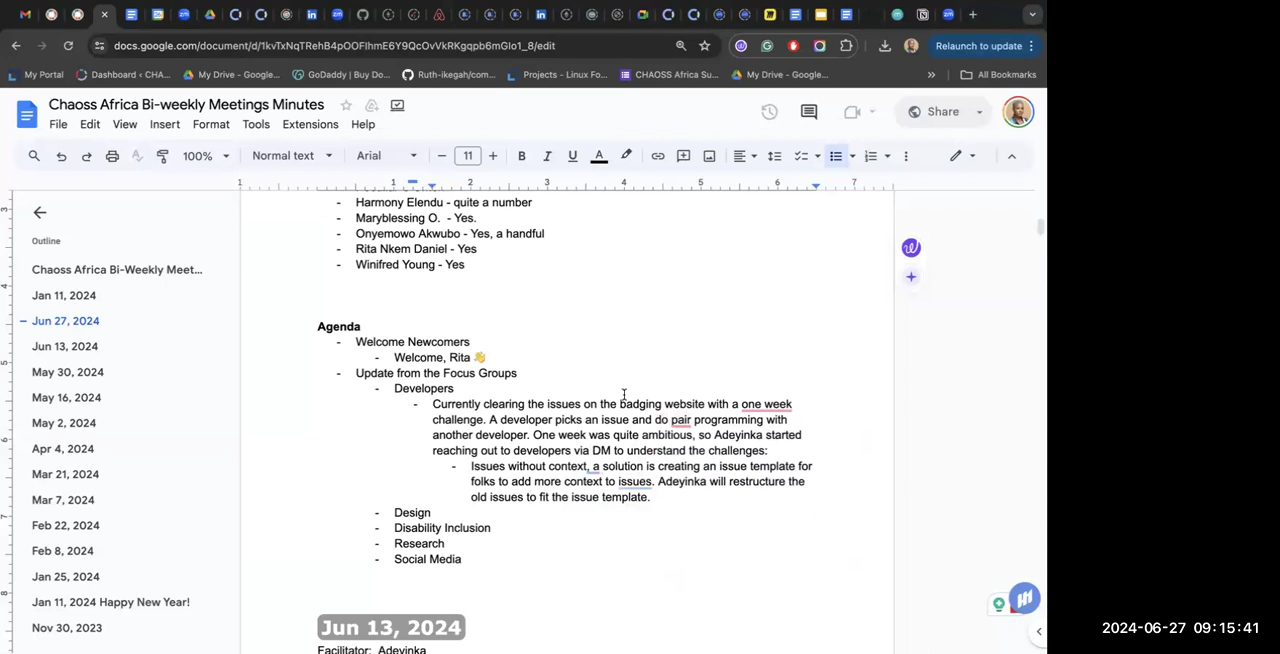 docs.google.com/document/d/1kvTxNqTRehB4pOOFlhmE6Y9QcOvVkRKgqpb6mGlo1_8/edit
Relaunch to update
My Portal
Dashboard ‹ CHA...
My Drive - Google...
GoDaddy | Buy Do...
Ruth-ikegah/com...
Projects - Linux Fo...
CHAOSS Africa Su...
My Drive - Google...
»
All Bookmarks
Chaoss Africa Bi-weekly Meetings Minutes
File Edit View Insert Format Tools Extensions Help
Share
100%
Normal text
Arial
11
B I U A
1 1 2 3 4 5 6 7
Outline
Chaoss Africa Bi-Weekly Meet...
Jan 11, 2024
Jun 27, 2024
Jun 13, 2024
May 30, 2024
May 16, 2024
May 2, 2024
Apr 4, 2024
Mar 21, 2024
Mar 7, 2024
Feb 22, 2024
Feb 8, 2024
Jan 25, 2024
Jan 11, 2024 Happy New Year!
Nov 30, 2023
- Harmony Elendu - quite a number
- Maryblessing O. - Yes.
- Onyemowo Akwubo - Yes, a handful
- Rita Nkem Daniel - Yes
- Winifred Young - Yes
Agenda
- Welcome Newcomers
- Welcome, Rita 👋
- Update from the Focus Groups
- Developers
- Currently clearing the issues on the badging website with a one week
challenge. A developer picks an issue and do pair programming with
another developer. One week was quite ambitious, so Adeyinka started
reaching out to developers via DM to understand the challenges:
- Issues without context, a solution is creating an issue template for
folks to add more context to issues. Adeyinka will restructure the
old issues to fit the issue template.
- Design
- Disability Inclusion
- Research
- Social Media
Jun 13, 2024
Facilitator: Adeyinka
2024-06-27 09:15:41